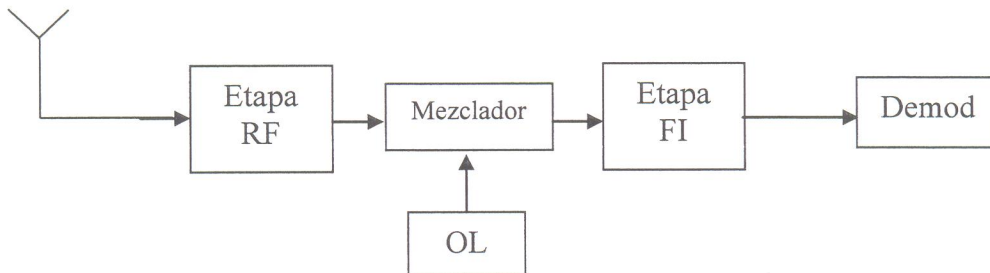 Etapa
RF
Mezclador
Etapa
FI
Demod
OL